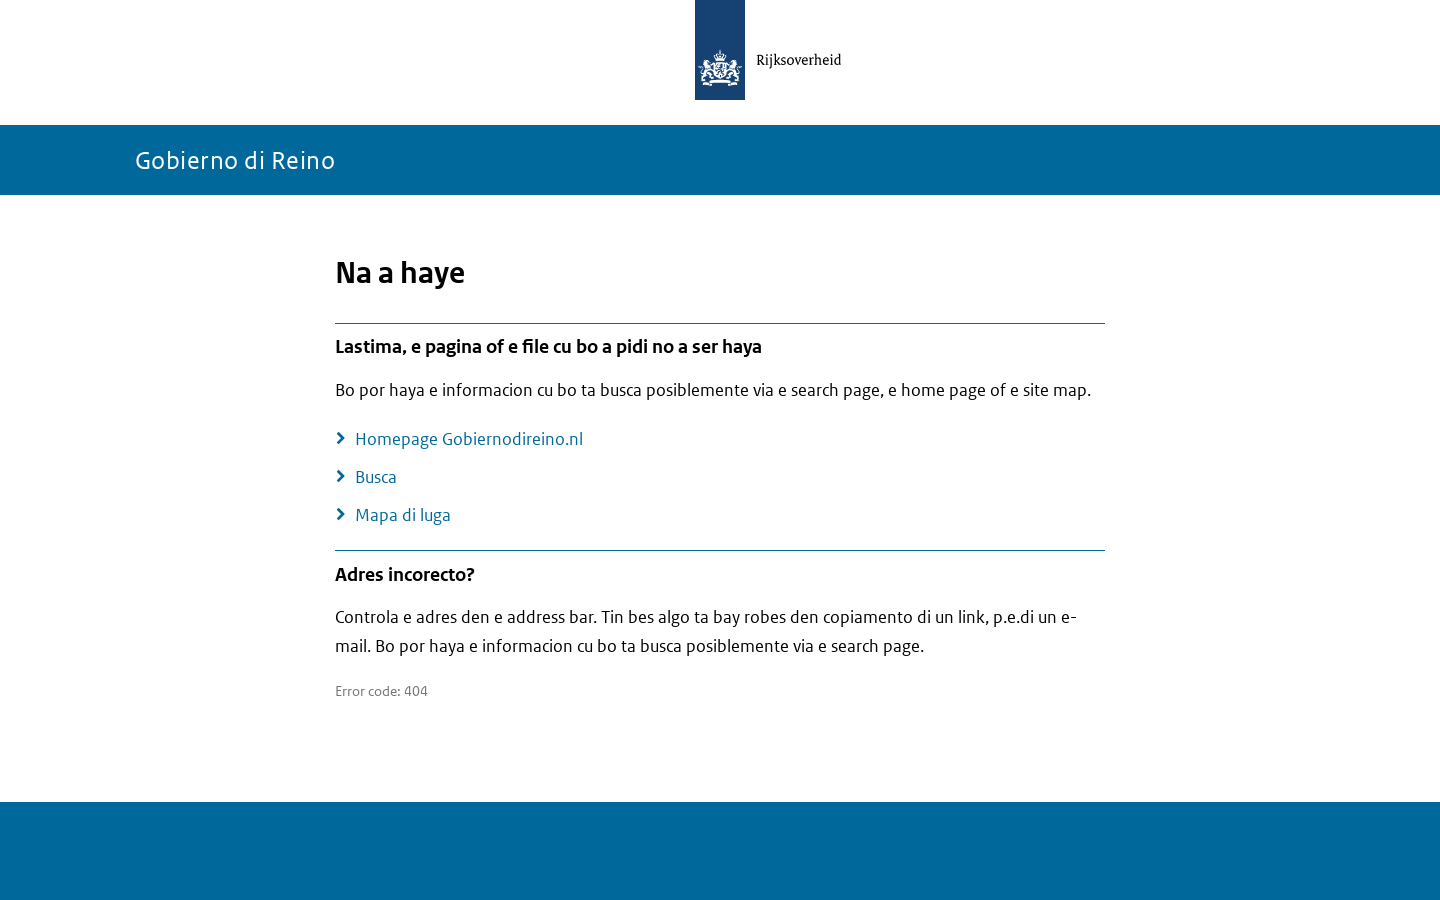 Rijksoverheid
Gobierno di Reino
Na a haye
Lastima, e pagina of e file cu bo a pidi no a ser haya
Bo por haya e informacion cu bo ta busca posiblemente via e search page, e home page of e site map.
Homepage Gobiernodireino.nl
Busca
Mapa di luga
Adres incorecto?
Controla e adres den e address bar. Tin bes algo ta bay robes den copiamento di un link, p.e.di un e-
mail. Bo por haya e informacion cu bo ta busca posiblemente via e search page.
Error code: 404